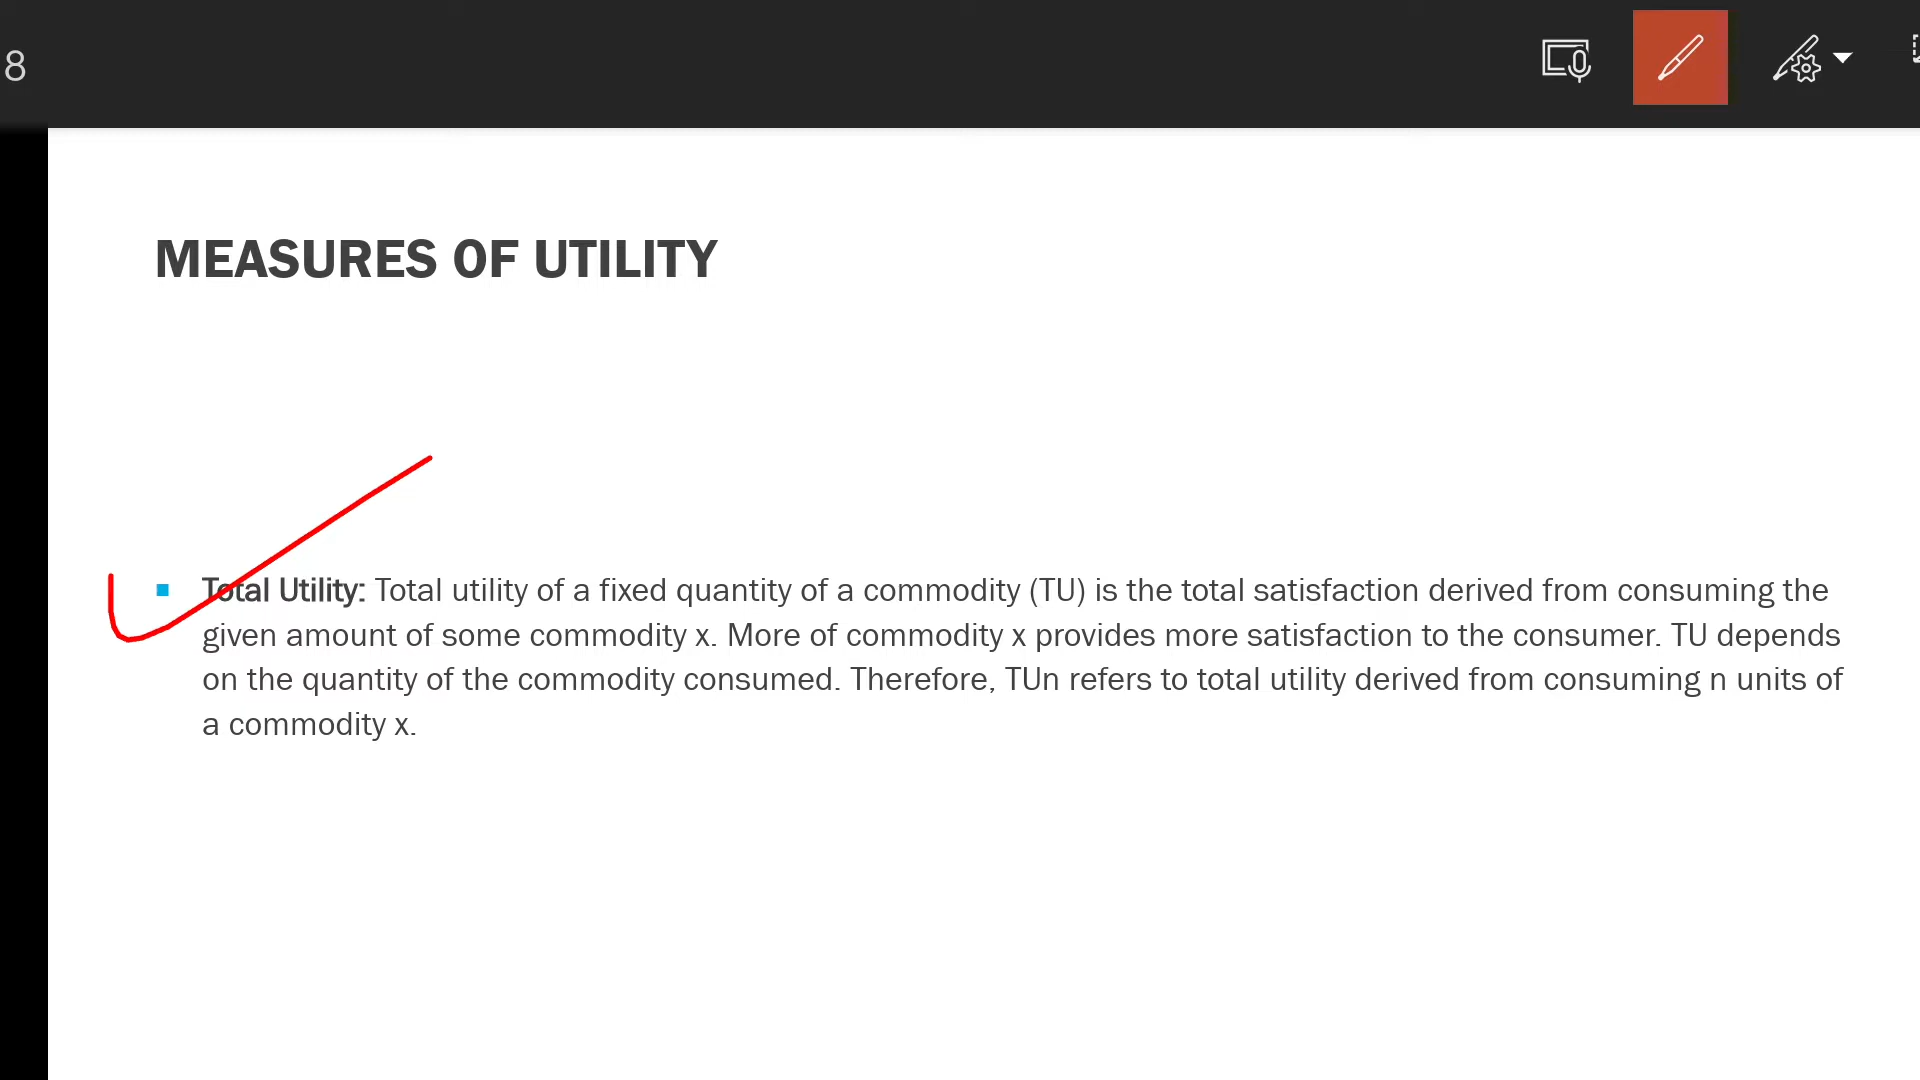 8
MEASURES OF UTILITY
Total Utility: Total utility of a fixed quantity of a commodity (TU) is the total satisfaction derived from consuming the
given amount of some commodity x. More of commodity x provides more satisfaction to the consumer. TU depends
on the quantity of the commodity consumed. Therefore, TUn refers to total utility derived from consuming n units of
a commodity x.